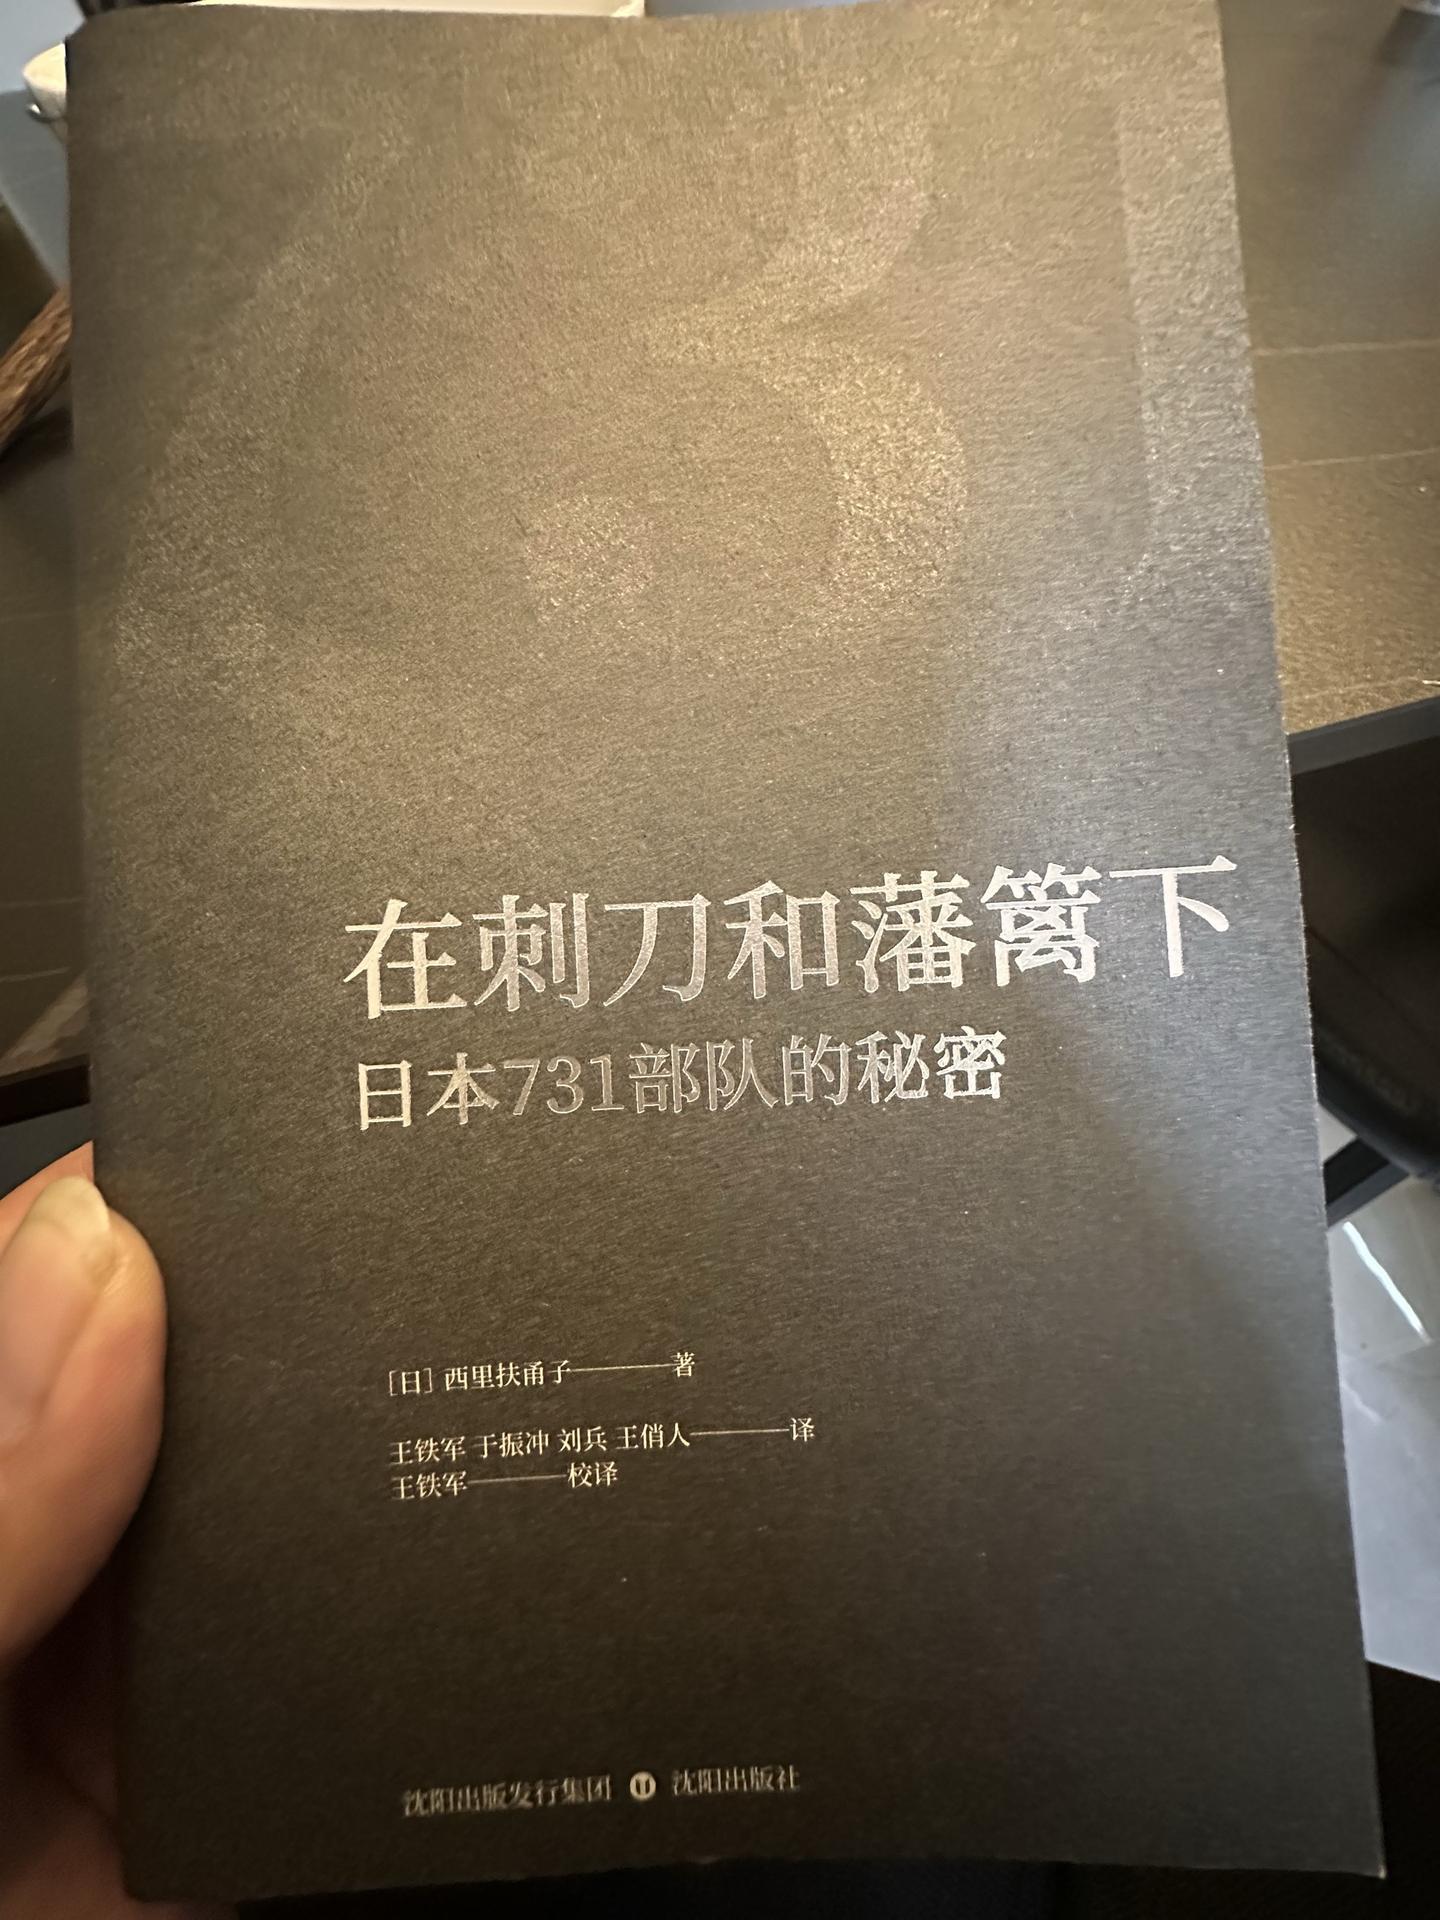 在刺刀和藩篱下
日本731部队的秘密
[日] 西里扶甬子————著
王铁军 于振冲 刘兵 王俏人————译
王铁军————校译
沈阳出版发行集团 沈阳出版社